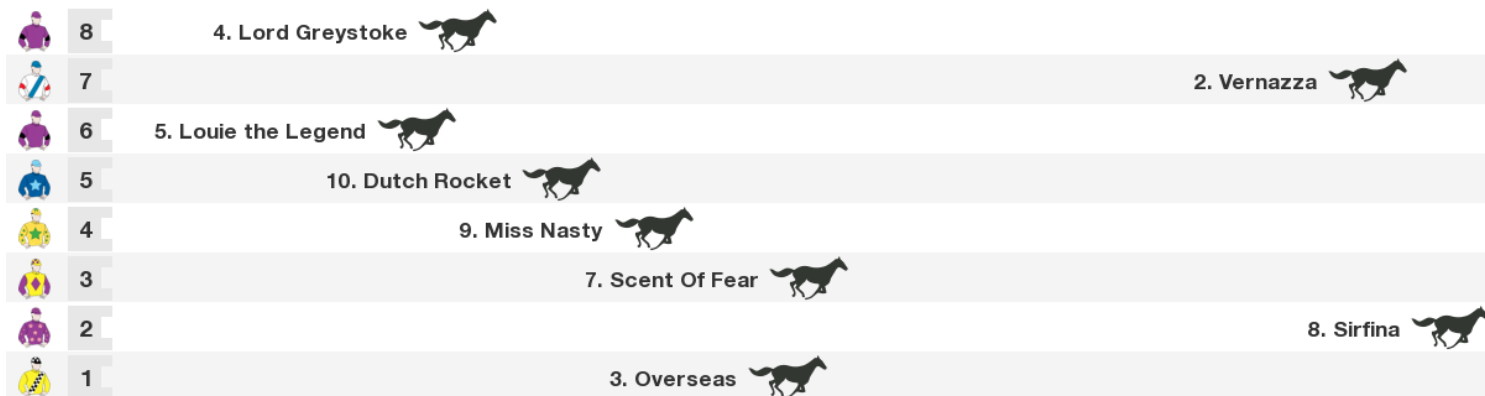 8 4. Lord Greystoke
7 2. Vernazza
6 5. Louie the Legend
5 10. Dutch Rocket
4 9. Miss Nasty
3 7. Scent Of Fear
2 8. Sirfina
1 3. Overseas